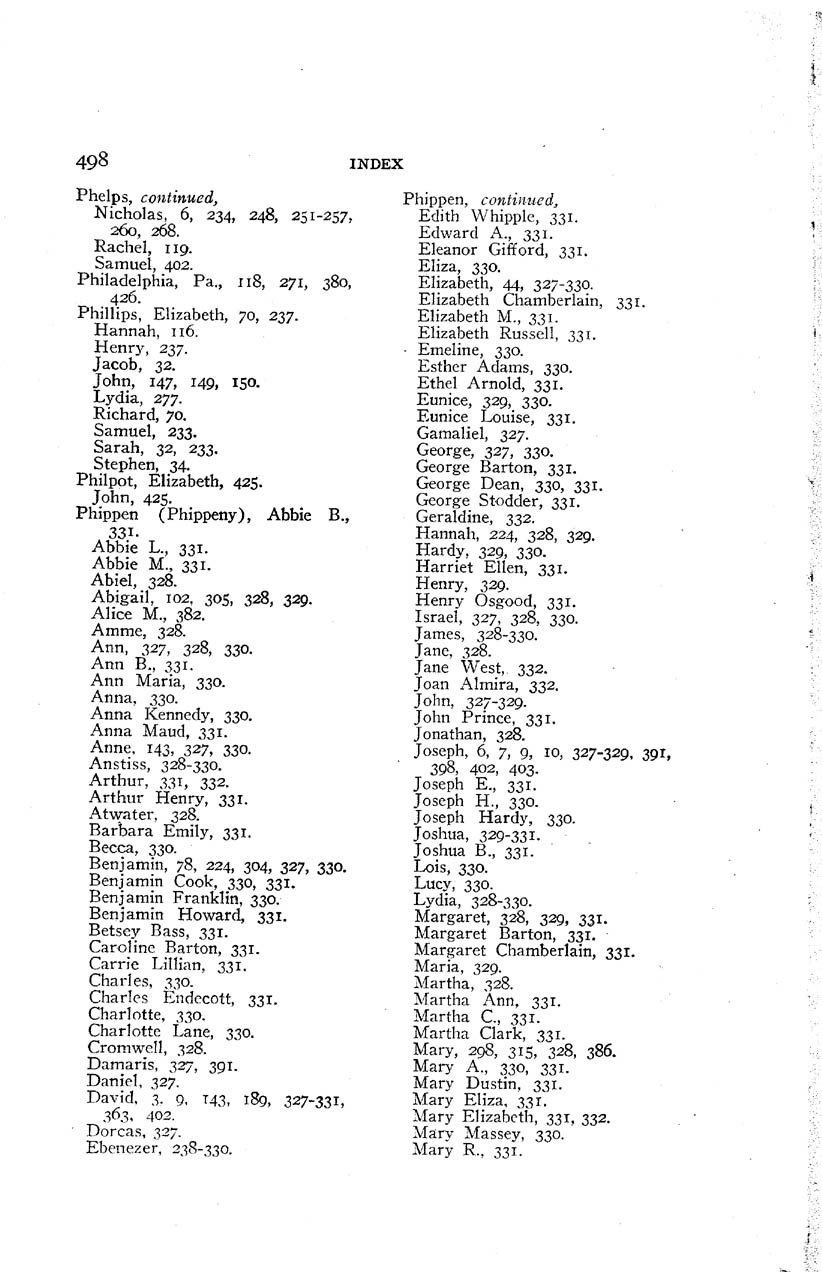 498
INDEX
Phelps, continued,
Nicholas, 6, 234, 248, 251-257,
260, 268.
Rachel, 119.
Samuel, 402.
Philadelphia, Pa., 118, 271, 380,
426.
Phillips, Elizabeth, 70, 237.
Hannah, 116.
Henry, 237.
Jacob, 32.
John, 147, 149, 150.
Lydia, 277.
Richard, 70.
Samuel, 233.
Sarah, 32, 233.
Stephen, 34.
Philpot, Elizabeth, 425.
John, 425.
Phippen (Phippeny), Abbie B.,
331.
Abbie L., 331.
Abbie M., 331.
Abiel, 328.
Abigail, 102, 305, 328, 329.
Alice M., 382.
Amme, 328.
Ann, 327, 328, 330.
Ann B., 331.
Ann Maria, 330.
Anna, 330.
Anna Kennedy, 330.
Anna Maud, 331.
Anne, 143, 327, 330.
Anstiss, 328-330.
Arthur, 331, 332.
Arthur Henry, 331.
Atwater, 328.
Barbara Emily, 331.
Becca, 330.
Benjamin, 78, 224, 304, 327, 330.
Benjamin Cook, 330, 331.
Benjamin Franklin, 330.
Benjamin Howard, 331.
Betsey Bass, 331.
Caroline Barton, 331.
Carrie Lillian, 331.
Charles, 330.
Charles Endecott, 331.
Charlotte, 330.
Charlotte Lane, 330.
Cromwell, 328.
Damaris, 327, 391.
Daniel, 327.
David, 3, 9, 143, 189, 327-331,
363, 402.
Dorcas, 327.
Ebenezer, 238-330.
Phippen, continued,
Edith Whipple, 331.
Edward A., 331.
Eleanor Gifford, 331.
Eliza, 330.
Elizabeth, 44, 327-330.
Elizabeth Chamberlain, 331.
Elizabeth M., 331.
Elizabeth Russell, 331.
Emeline, 330.
Esther Adams, 330.
Ethel Arnold, 331.
Eunice, 329, 330.
Eunice Louise, 331.
Gamaliel, 327.
George, 327, 330.
George Barton, 331.
George Dean, 330, 331.
George Stodder, 331.
Geraldine, 332.
Hannah, 224, 328, 329.
Hardy, 329, 330.
Harriet Ellen, 331.
Henry, 329.
Henry Osgood, 331.
Israel, 327, 328, 330.
James, 328-330.
Jane, 328.
Jane West, 332.
Joan Almira, 332.
John, 327-329.
John Prince, 331.
Jonathan, 328.
Joseph, 6, 7, 9, 10, 327-329, 391,
398, 402, 403.
Joseph E., 331.
Joseph H., 330.
Joseph Hardy, 330.
Joshua, 329-331.
Joshua B., 331.
Lois, 330.
Lucy, 330.
Lydia, 328-330.
Margaret, 328, 329, 331.
Margaret Barton, 331.
Margaret Chamberlain, 331.
Maria, 329.
Martha, 328.
Martha Ann, 331.
Martha C., 331.
Martha Clark, 331.
Mary, 298, 315, 328, 386.
Mary A., 330, 331.
Mary Dustin, 331.
Mary Eliza, 331.
Mary Elizabeth, 331, 332.
Mary Massey, 330.
Mary R., 331.